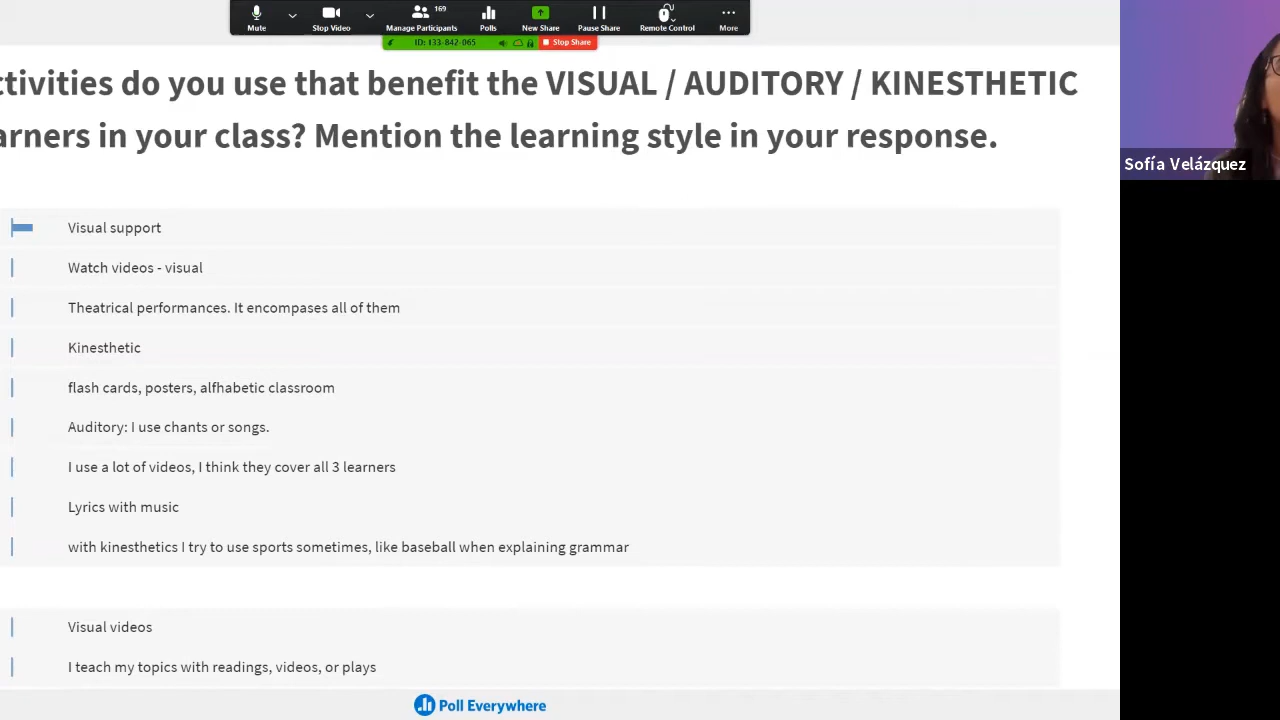 169
Mute
Stop Video
Manage Participants
Polls
New Share
Pause Share
Remote Control
More
ID: 133-842-065
Stop Share
ctivities do you use that benefit the VISUAL / AUDITORY / KINESTHETIC
arners in your class? Mention the learning style in your response.
Sofía Velázquez
Visual support
Watch videos - visual
Theatrical performances. It encompases all of them
Kinesthetic
flash cards, posters, alfhabetic classroom
Auditory: I use chants or songs.
I use a lot of videos, I think they cover all 3 learners
Lyrics with music
with kinesthetics I try to use sports sometimes, like baseball when explaining grammar
Visual videos
I teach my topics with readings, videos, or plays
Poll Everywhere